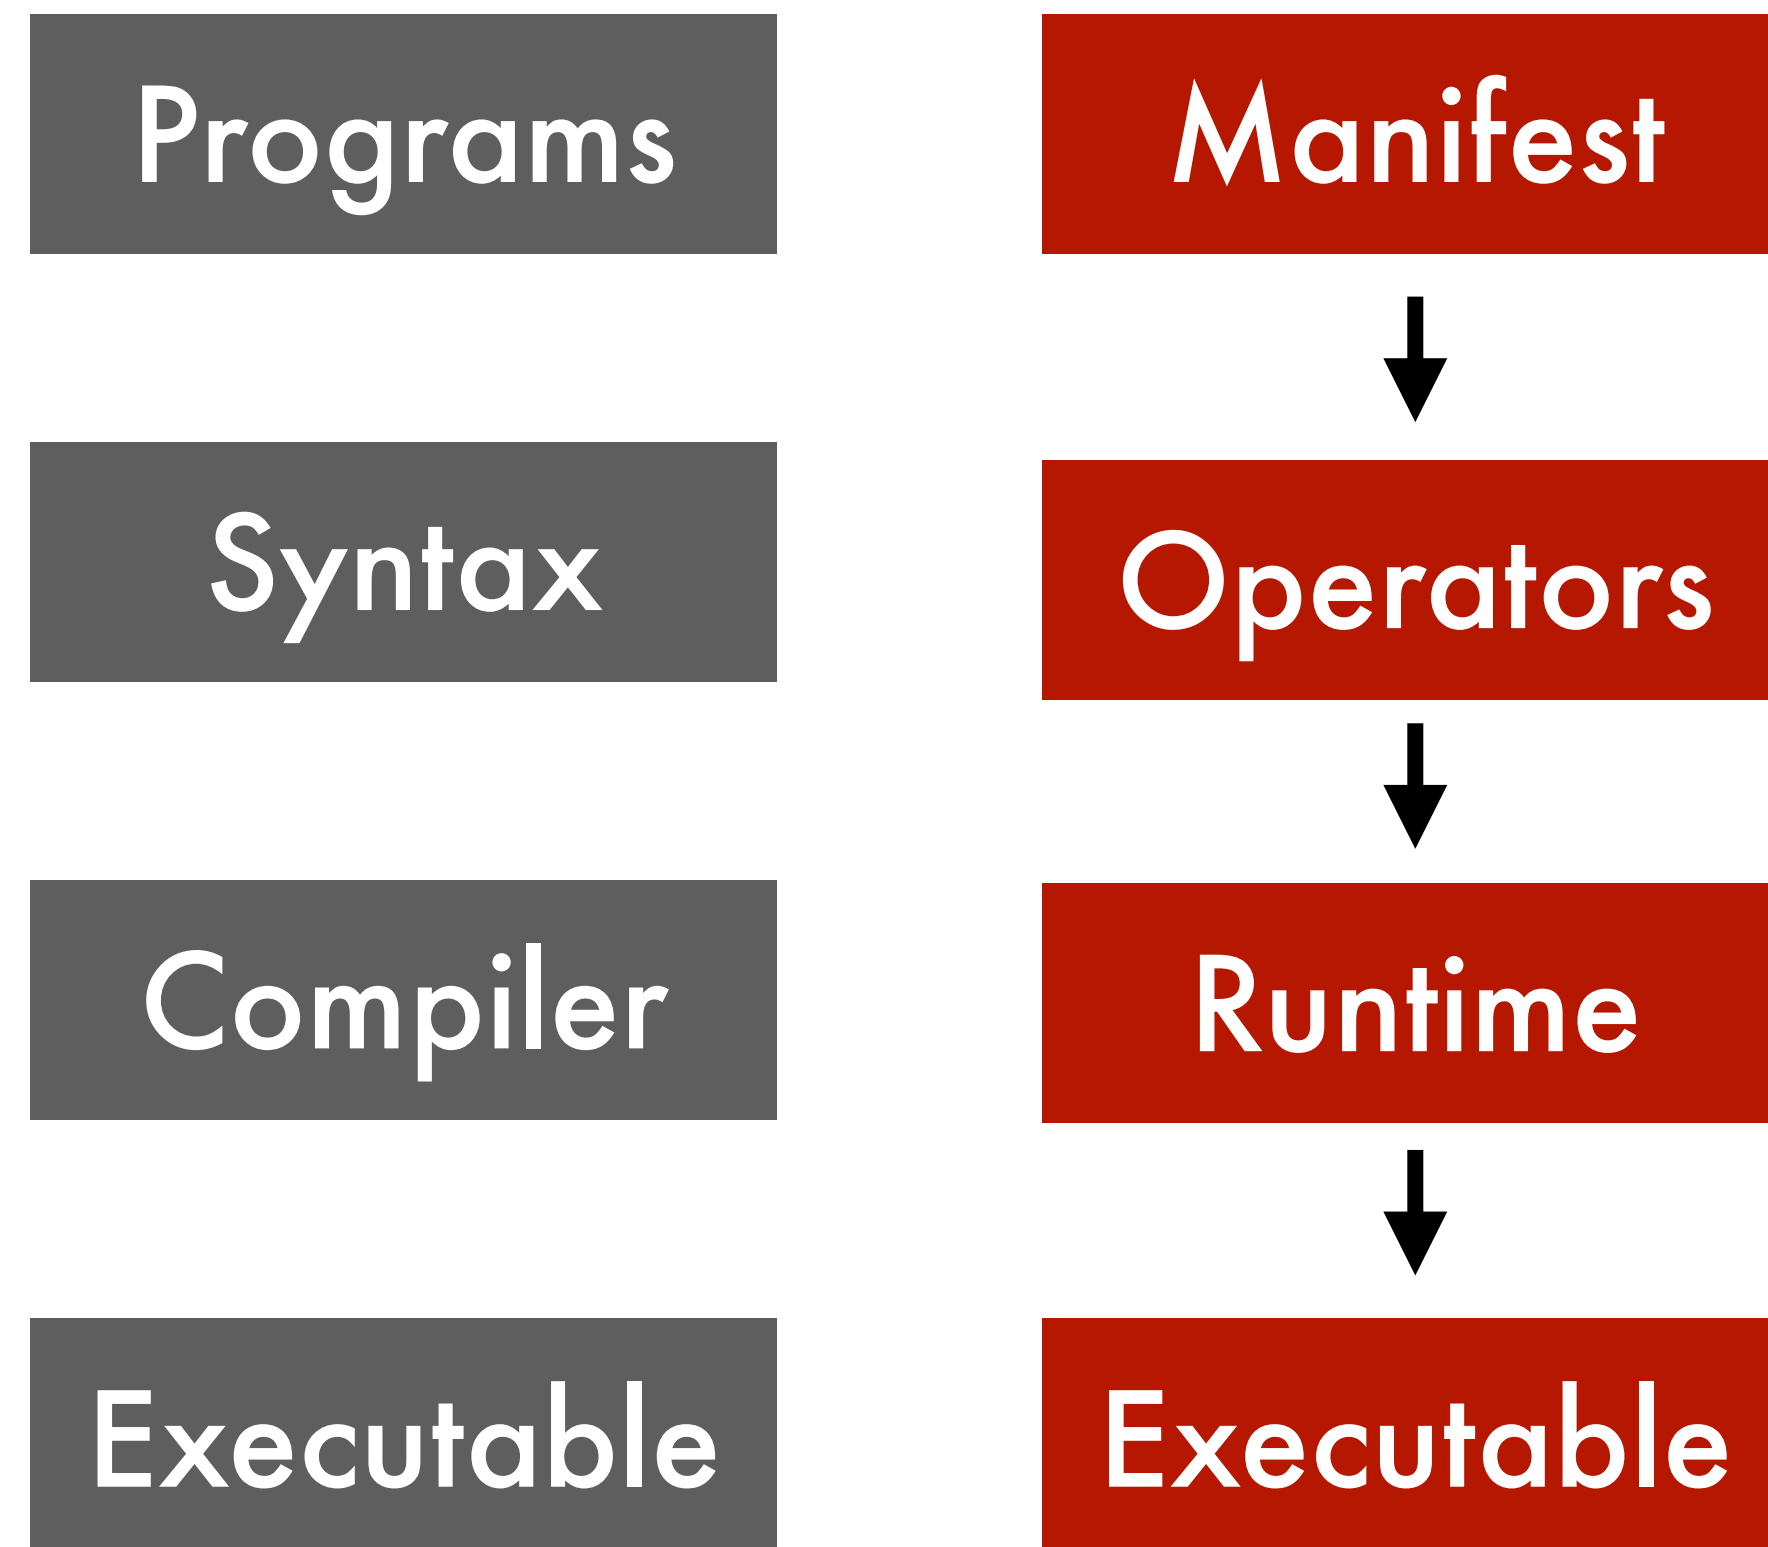 Programs
Manifest
Syntax
Operators
Compiler
Runtime
Executable
Executable